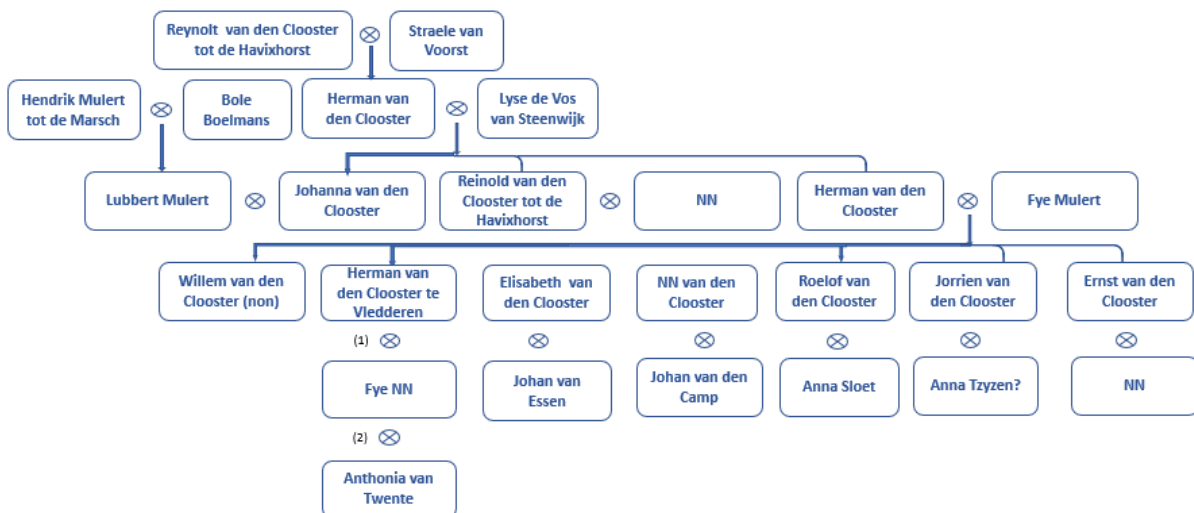 Reynolt van den Clooster
tot de Havixhorst
Straele van
Voorst
Hendrik Mulert
tot de Marsch
Bole
Boelmans
Herman van
den Clooster
Lyse de Vos
van Steenwijk
Lubbert Mulert
Johanna van den
Clooster
Reinold van den
Clooster tot de
Havixhorst
NN
Herman van den
Clooster
Fye Mulert
Willem van den
Clooster (non)
Herman van
den Clooster te
Vledderen
Elisabeth van
den Clooster
NN van den
Clooster
Roelof van
den Clooster
Jorrien van
den Clooster
Ernst van den
Clooster
(1)
Fye NN
Johan van
Essen
Johan van den
Camp
Anna Sloet
Anna Tzyzen?
NN
(2)
Anthonia van
Twente